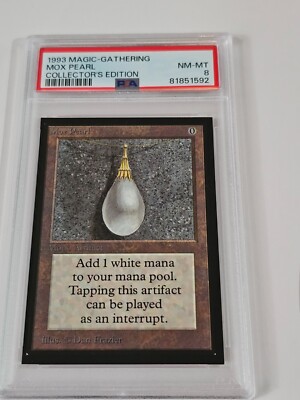 1993 MAGIC-GATHERING
MOX PEARL
COLLECTOR'S EDITION
NM-MT
8
81851592
PSA
Mox Pearl
0
Add 1 white mana
to your mana pool.
Tapping this artifact
can be played
as an interrupt.
Illus. © Dan Frazier